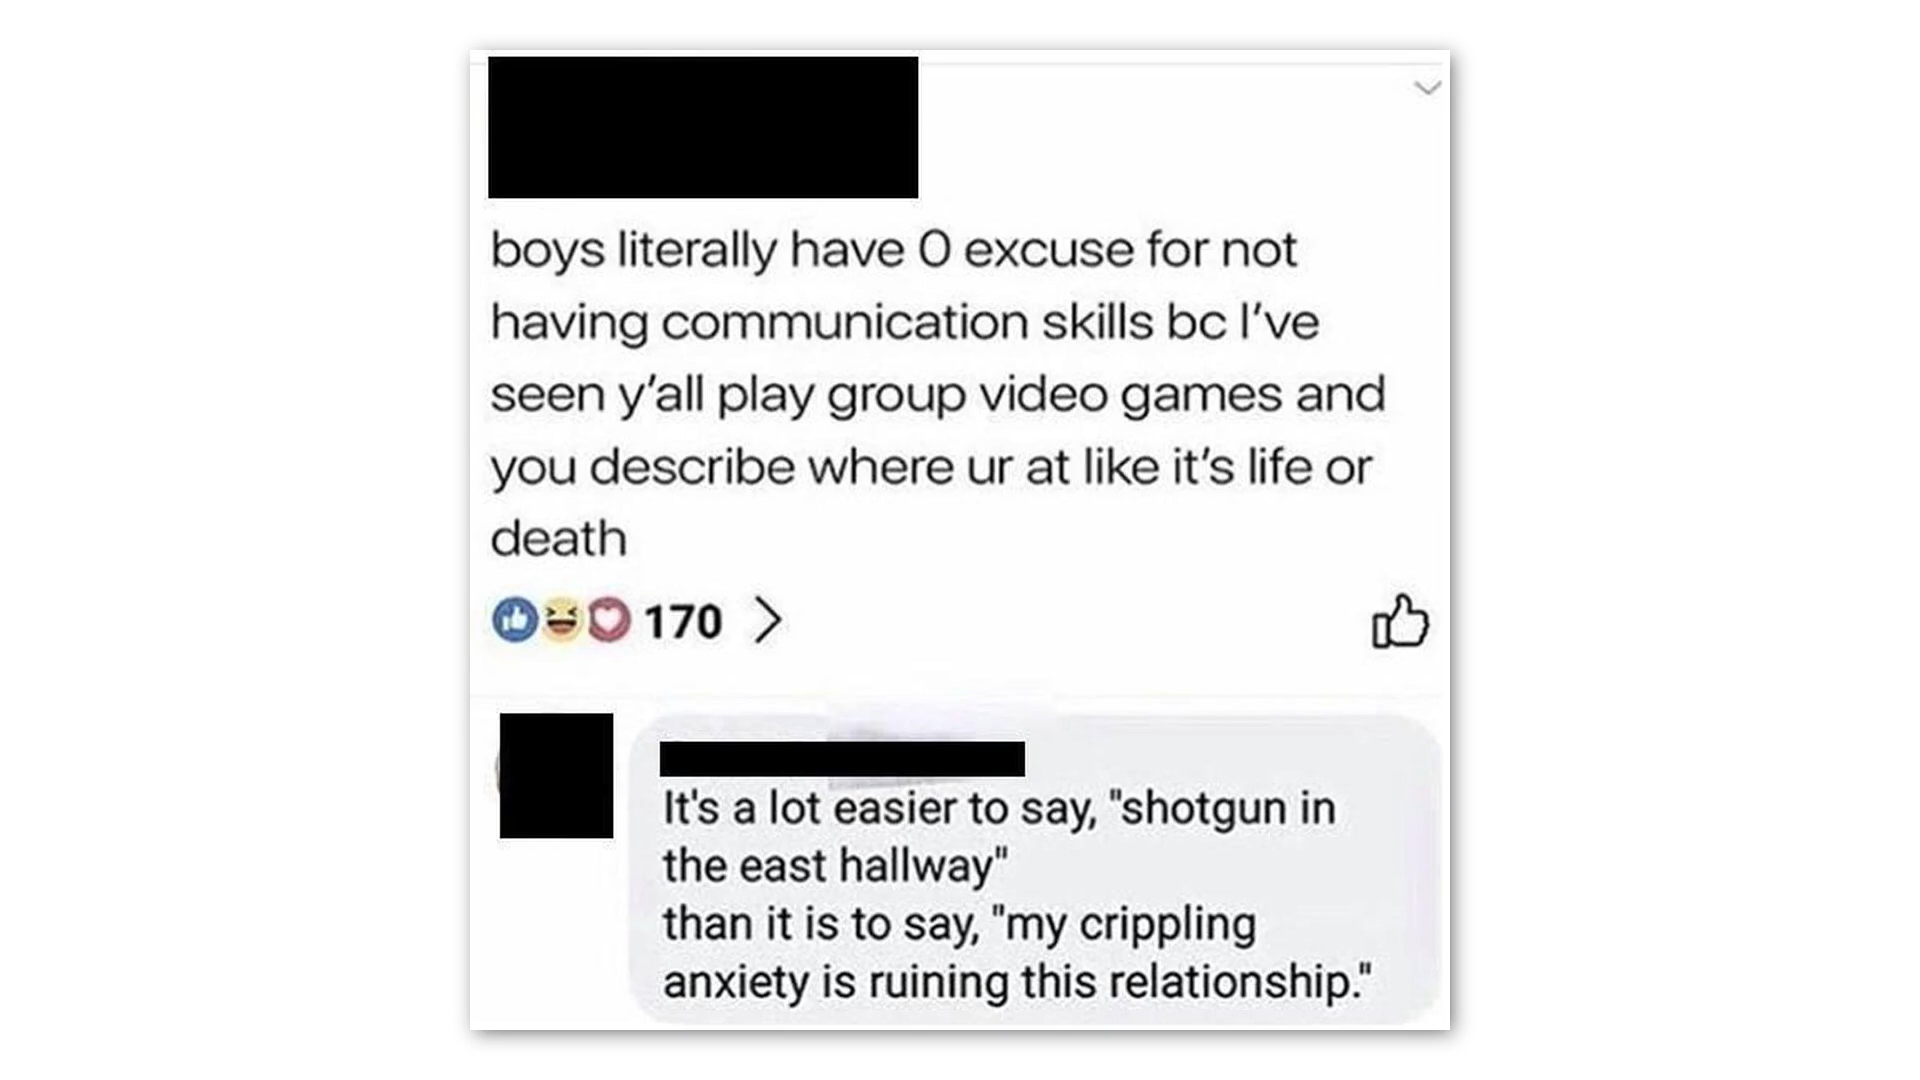 boys literally have 0 excuse for not
having communication skills bc I've
seen y'all play group video games and
you describe where ur at like it's life or
death
170
It's a lot easier to say, "shotgun in
the east hallway"
than it is to say, "my crippling
anxiety is ruining this relationship."